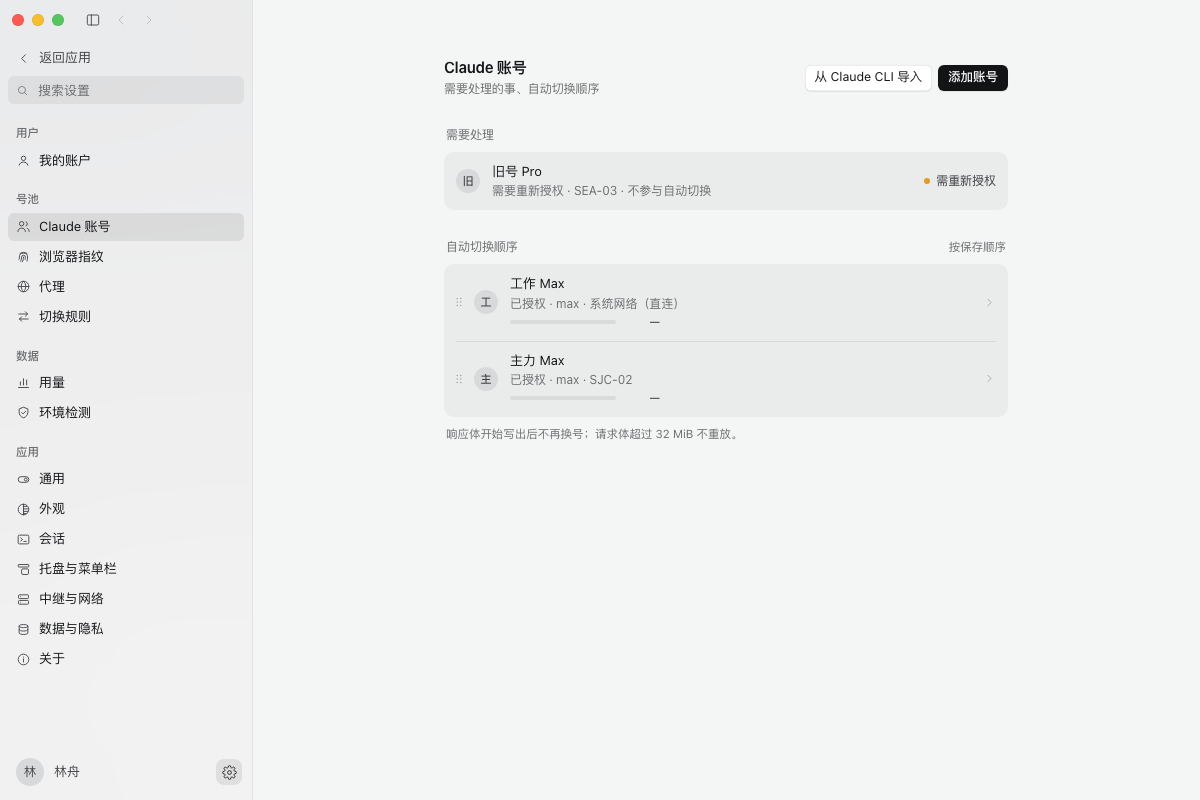 返回应用
搜索设置
用户
我的账户
号池
Claude 账号
浏览器指纹
代理
切换规则
数据
用量
环境检测
应用
通用
外观
会话
托盘与菜单栏
中继与网络
数据与隐私
关于
林 林舟
Claude 账号
需要处理的事、自动切换顺序
从 Claude CLI 导入
添加账号
需要处理
旧
旧号 Pro
需要重新授权 · SEA-03 · 不参与自动切换
需重新授权
自动切换顺序
按保存顺序
工
工作 Max
已授权 · max · 系统网络（直连）
—
主
主力 Max
已授权 · max · SJC-02
—
响应体开始写出后不再换号；请求体超过 32 MiB 不重放。